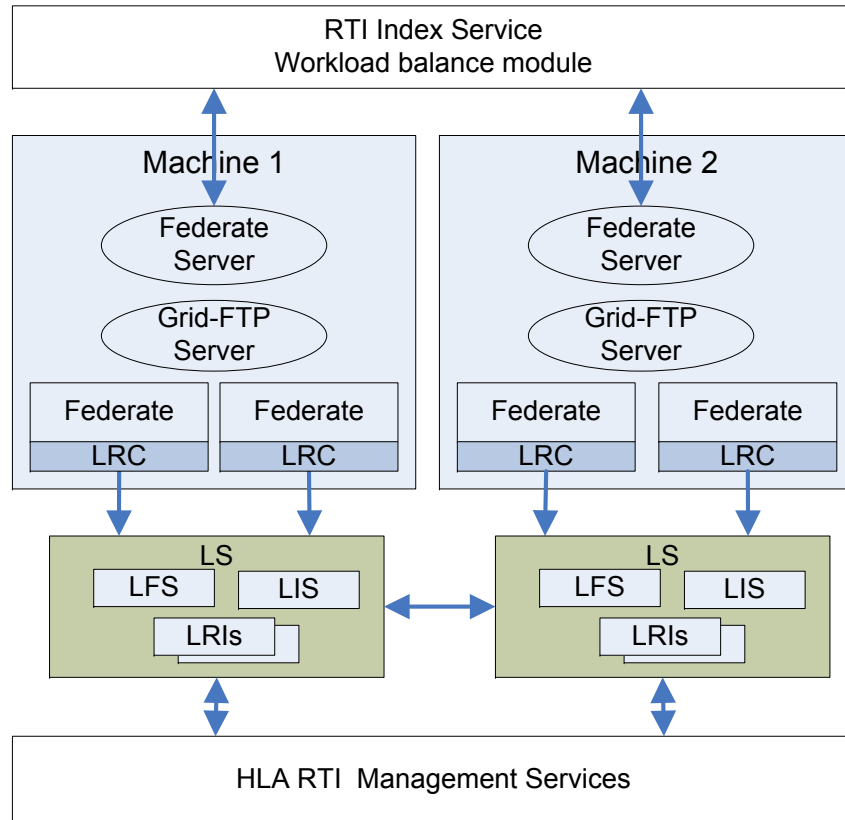 RTI Index Service
Workload balance module
Machine 1
Machine 2
Federate
Server
Federate
Server
Grid-FTP
Server
Grid-FTP
Server
Federate
Federate
Federate
Federate
LRC
LRC
LRC
LRC
LS
LS
LFS
LIS
LFS
LIS
LRIs
LRIs
HLA RTI Management Services